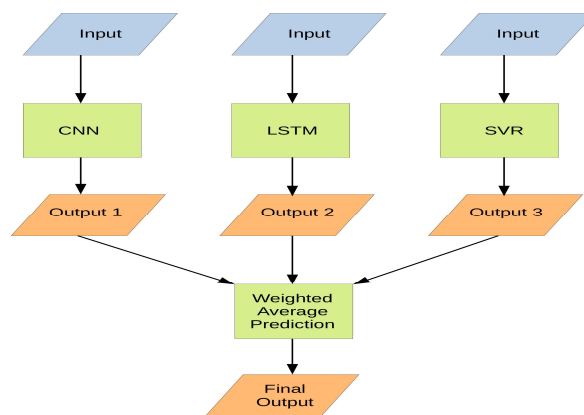 Input
Input
Input
CNN
LSTM
SVR
Output 1
Output 2
Output 3
Weighted
Average
Prediction
Final
Output